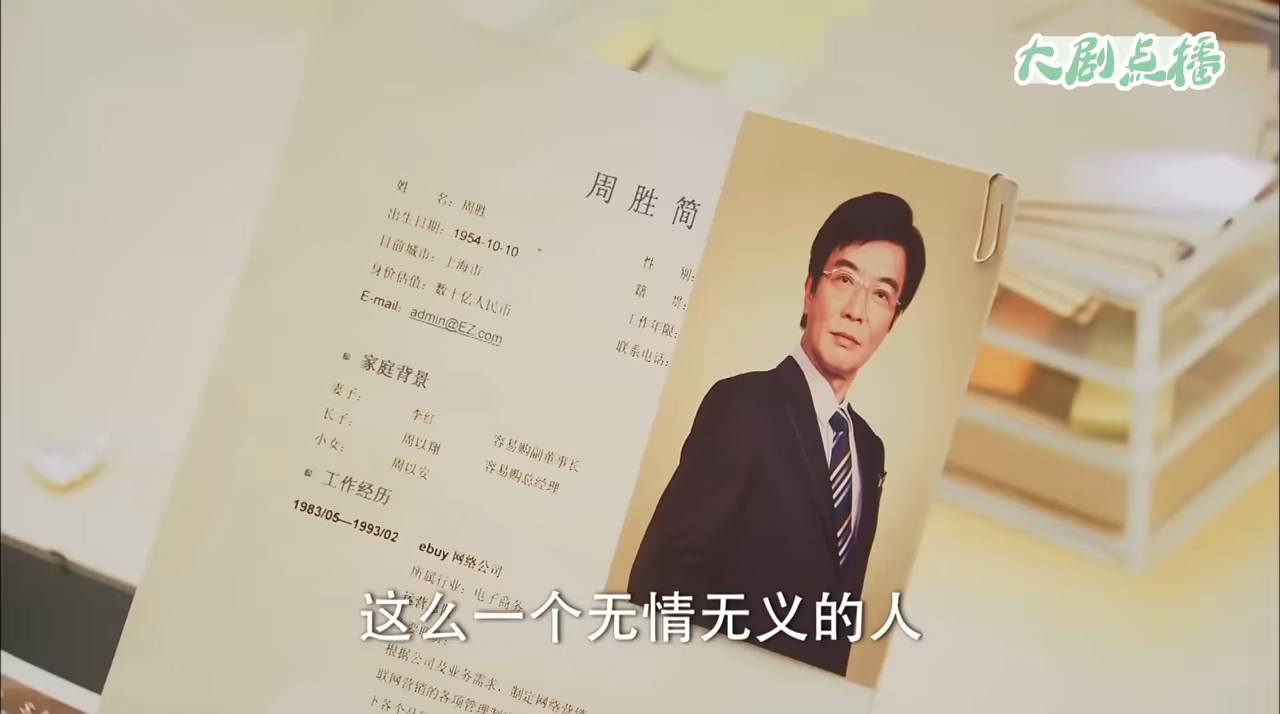 大剧点播
周胜简
姓 名：周胜
性 别：
出生日期：1954-10-10
籍 贯：
目前城市：上海市
工作年限：
身价估值：数十亿人民币
联系电话：
E-mail：admin@EZ.com
家庭背景
妻子： 李红
长子： 周以翔 容易购副董事长
小女： 周以安 容易购总经理
工作经历
1983/05—1993/02 ebuy 网络公司
所属行业：电子商务
根据公司及业务需求，制定网络营销
联网营销的各项管理制
这么一个无情无义的人